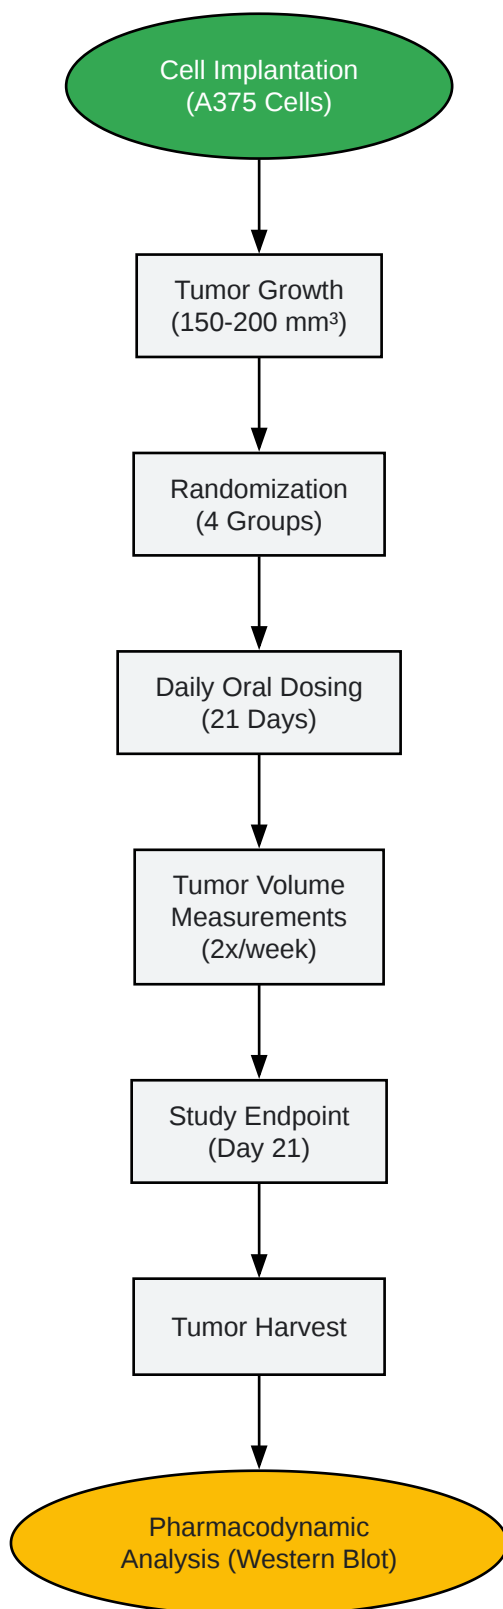 Cell Implantation
(A375 Cells)
Tumor Growth
(150-200 mm³)
Randomization
(4 Groups)
Daily Oral Dosing
(21 Days)
Tumor Volume
Measurements
(2x/week)
Study Endpoint
(Day 21)
Tumor Harvest
Pharmacodynamic
Analysis (Western Blot)